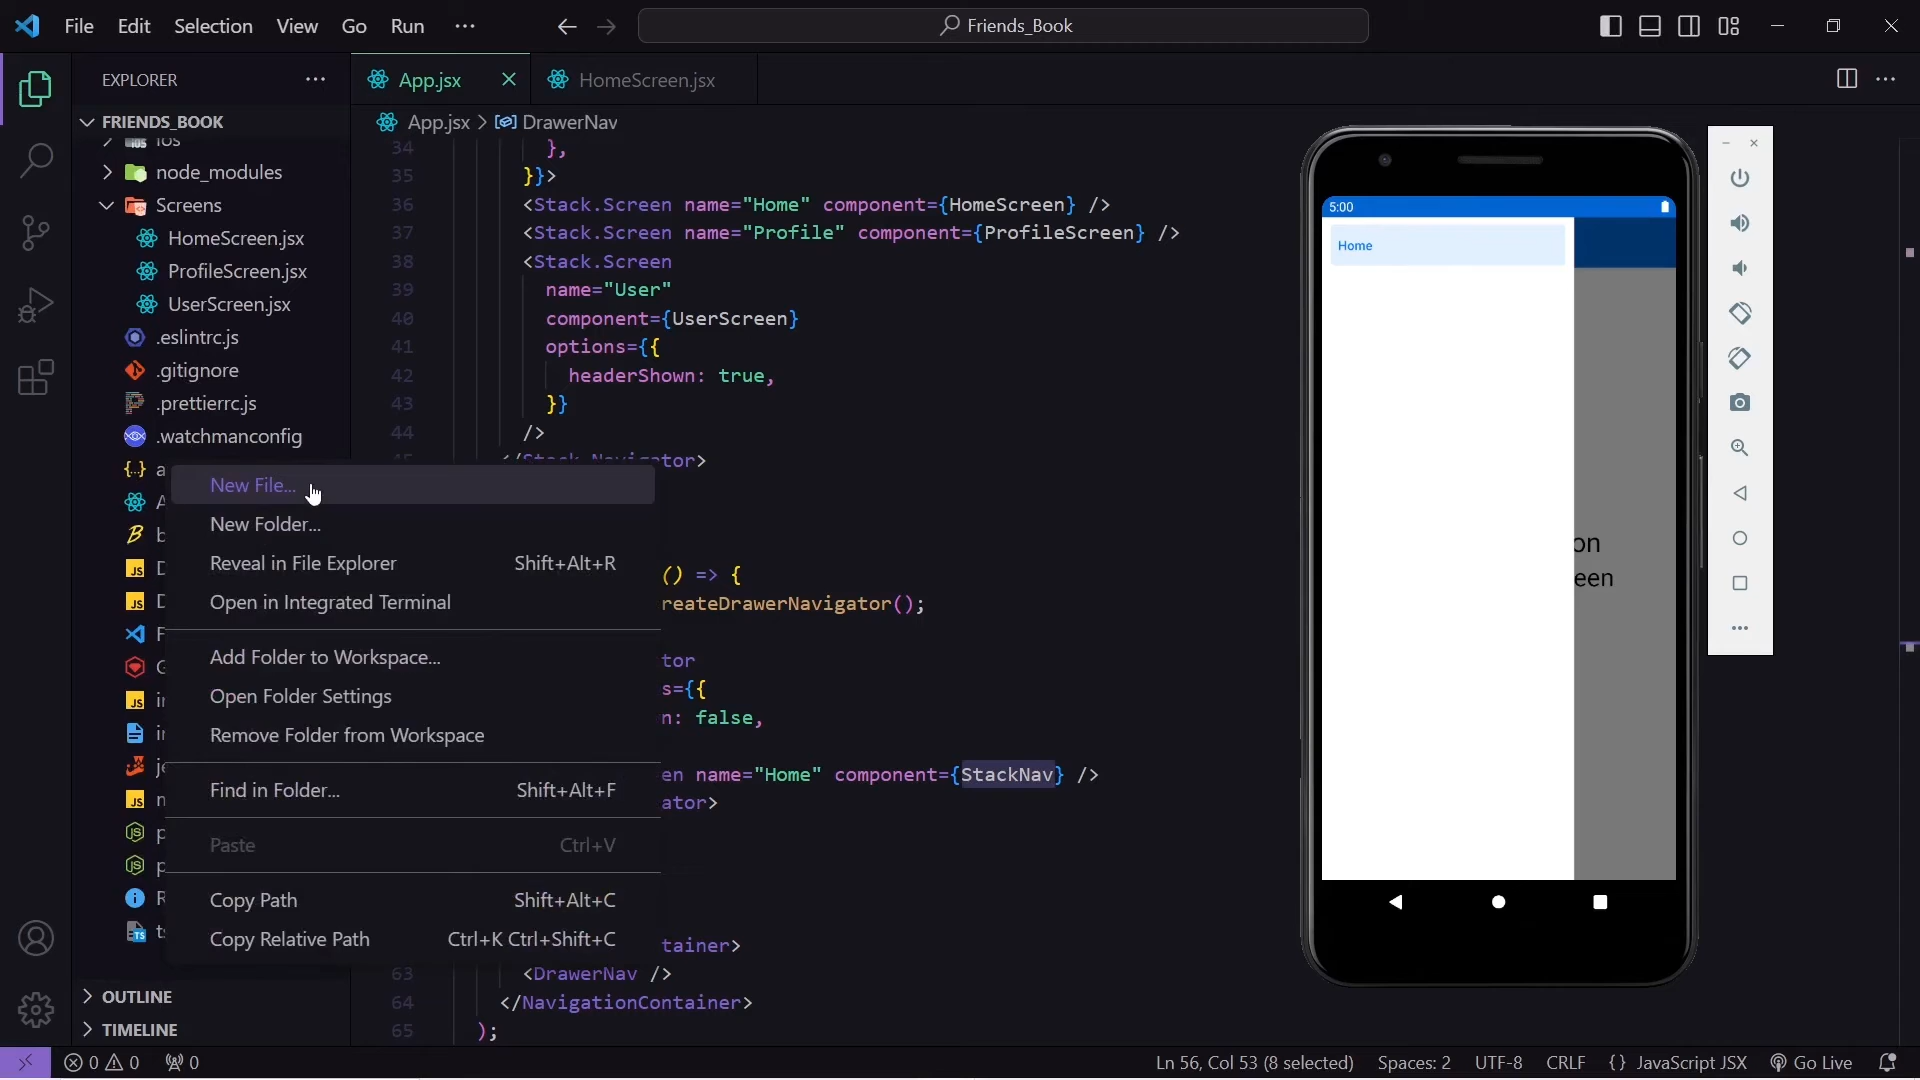 File Edit Selection View Go Run ...
Friends_Book
EXPLORER ...
App.jsx
HomeScreen.jsx
FRIENDS_BOOK
App.jsx > DrawerNav
ios
node_modules
Screens
HomeScreen.jsx
ProfileScreen.jsx
UserScreen.jsx
.eslintrc.js
.gitignore
.prettierrc.js
.watchmanconfig
New File...
New Folder...
Reveal in File Explorer Shift+Alt+R
Open in Integrated Terminal
Add Folder to Workspace...
Open Folder Settings
Remove Folder from Workspace
Find in Folder... Shift+Alt+F
Paste Ctrl+V
Copy Path Shift+Alt+C
Copy Relative Path Ctrl+K Ctrl+Shift+C
OUTLINE
TIMELINE
34 },
35 }}>
36 <Stack.Screen name="Home" component={HomeScreen} />
37 <Stack.Screen name="Profile" component={ProfileScreen} />
38 <Stack.Screen
39 name="User"
40 component={UserScreen}
41 options={{
42 headerShown: true,
43 }}
44 />
45 </Stack.Navigator>
() => {
reateDrawerNavigator();
tor
s={{
n: false,
en name="Home" component={StackNav} />
ator>
tainer>
63 <DrawerNav />
64 </NavigationContainer>
65 );
5:00
Home
on
een
0 0 0
Ln 56, Col 53 (8 selected) Spaces: 2 UTF-8 CRLF {} JavaScript JSX Go Live